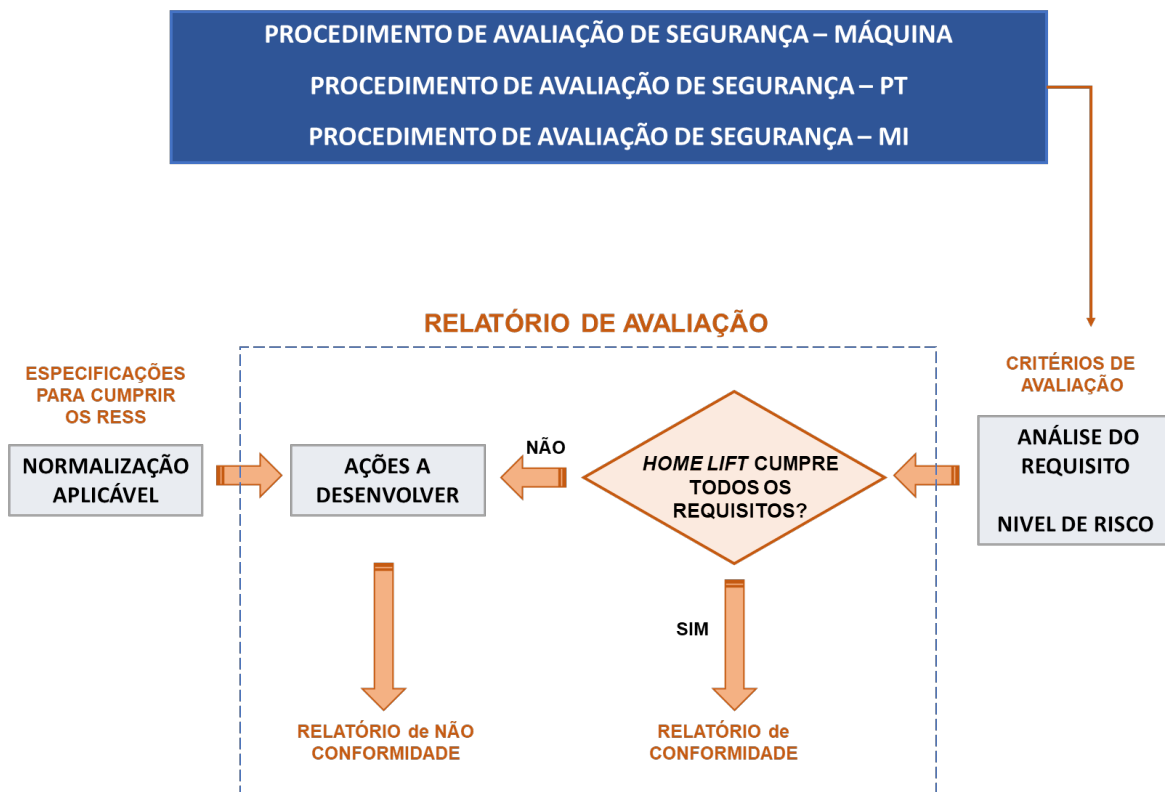 PROCEDIMENTO DE AVALIAÇÃO DE SEGURANÇA – MÁQUINA
PROCEDIMENTO DE AVALIAÇÃO DE SEGURANÇA – PT
PROCEDIMENTO DE AVALIAÇÃO DE SEGURANÇA – MI
RELATÓRIO DE AVALIAÇÃO
ESPECIFICAÇÕES
PARA CUMPRIR
OS RESS
NORMALIZAÇÃO
APLICÁVEL
AÇÕES A
DESENVOLVER
NÃO
HOME LIFT CUMPRE
TODOS OS
REQUISITOS?
CRITÉRIOS DE
AVALIAÇÃO
ANÁLISE DO
REQUISITO
NIVEL DE RISCO
SIM
RELATÓRIO de NÃO
CONFORMIDADE
RELATÓRIO de
CONFORMIDADE